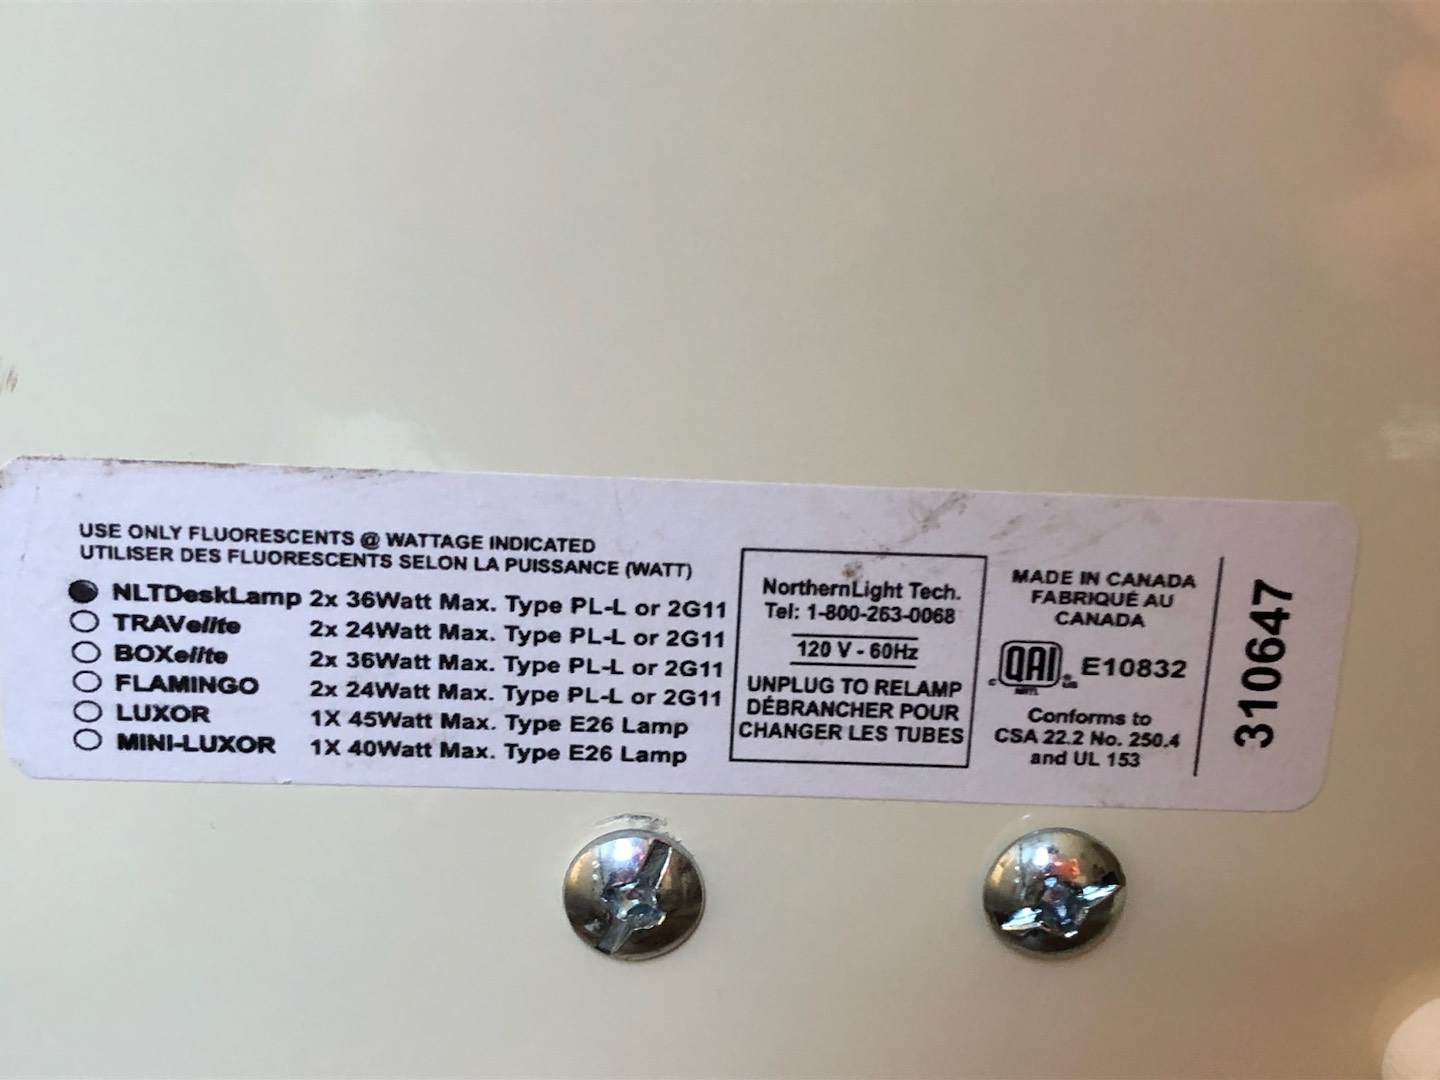 USE ONLY FLUORESCENTS @ WATTAGE INDICATED
UTILISER DES FLUORESCENTS SELON LA PUISSANCE (WATT)
NLTDeskLamp 2x 36Watt Max. Type PL-L or 2G11
TRAVelite 2x 24Watt Max. Type PL-L or 2G11
BOXelite 2x 36Watt Max. Type PL-L or 2G11
FLAMINGO 2x 24Watt Max. Type PL-L or 2G11
LUXOR 1X 45Watt Max. Type E26 Lamp
MINI-LUXOR 1X 40Watt Max. Type E26 Lamp
NorthernLight Tech.
Tel: 1-800-263-0068
120 V - 60Hz
UNPLUG TO RELAMP
DÉBRANCHER POUR
CHANGER LES TUBES
MADE IN CANADA
FABRIQUÉ AU
CANADA
c QAI ® us E10832
NRTL
Conforms to
CSA 22.2 No. 250.4
and UL 153
310647